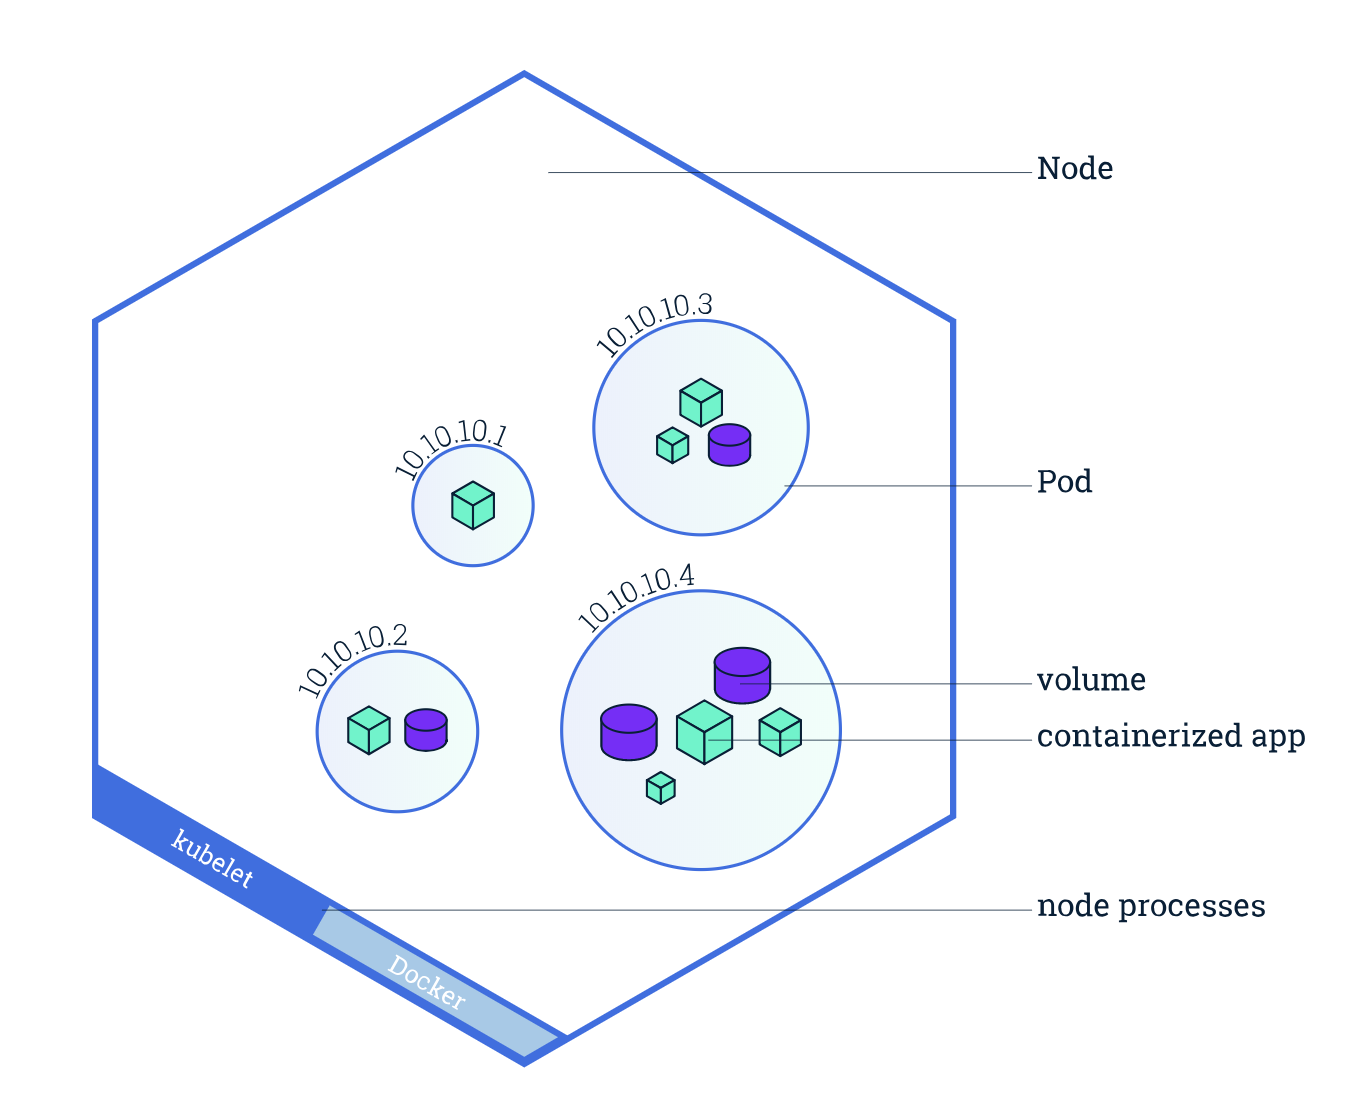 Node
10.10.10.3
10.10.10.1
Pod
10.10.10.4
10.10.10.2
volume
containerized app
kubelet
node processes
Docker